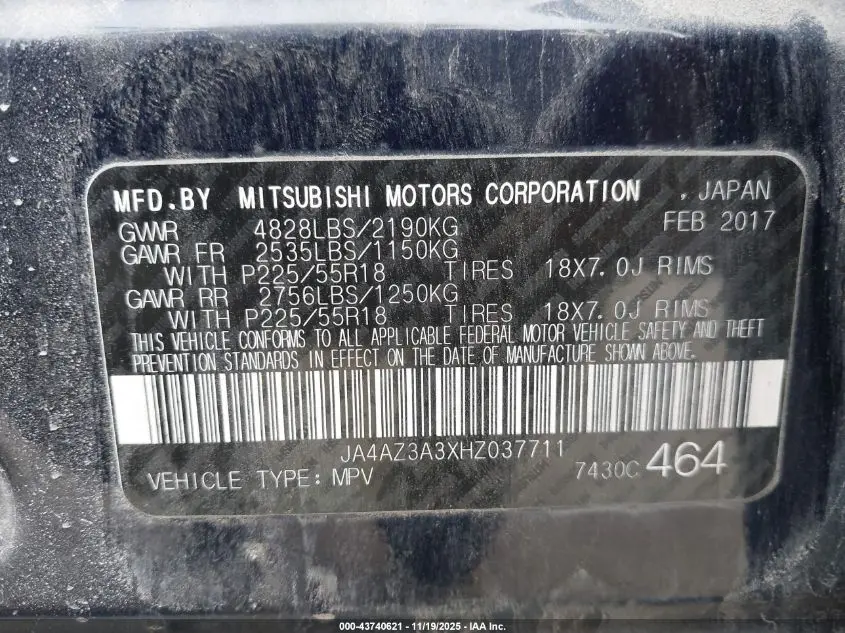 MFD.BY MITSUBISHI MOTORS CORPORATION , JAPAN
GVWR 4828LBS/2190KG FEB 2017
GAWR FR 2535LBS/1150KG
WITH P225/55R18 TIRES 18X7.0J RIMS
GAWR RR 2756LBS/1250KG
WITH P225/55R18 TIRES 18X7.0J RIMS
THIS VEHICLE CONFORMS TO ALL APPLICABLE FEDERAL MOTOR VEHICLE SAFETY AND THEFT
PREVENTION STANDARDS IN EFFECT ON THE DATE OF MANUFACTURE SHOWN ABOVE.
JA4AZ3A3XHZ037711
VEHICLE TYPE: MPV 7430C 464
000-43740621 - 11/19/2025 - IAA Inc.